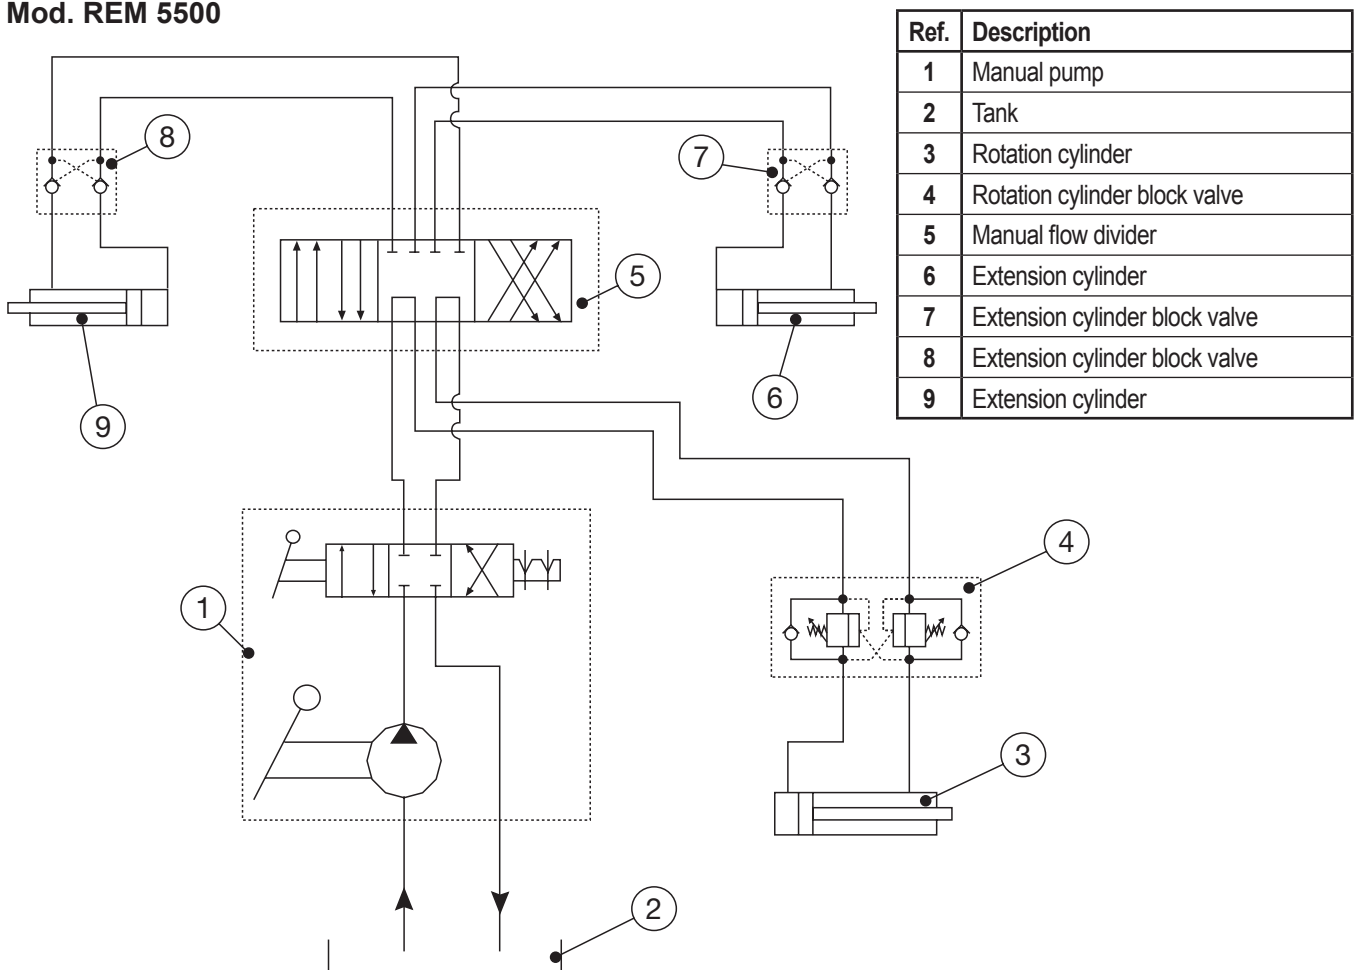 Mod. REM 5500
Ref. Description
1 Manual pump
2 Tank
3 Rotation cylinder
4 Rotation cylinder block valve
5 Manual flow divider
6 Extension cylinder
7 Extension cylinder block valve
8 Extension cylinder block valve
9 Extension cylinder
8
7
5
6
9
4
1
3
2